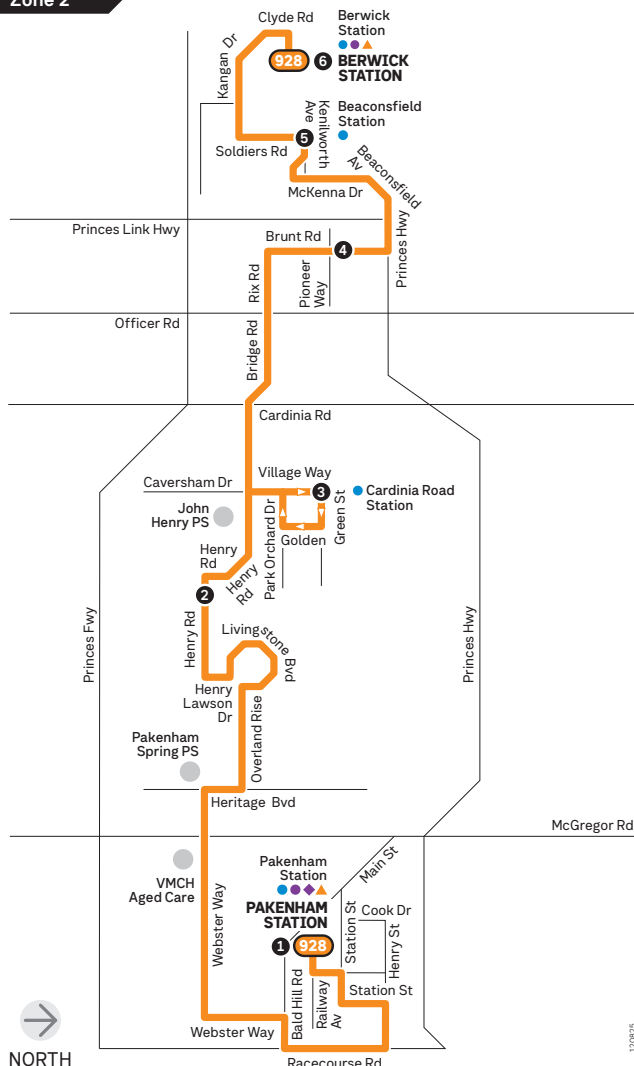 Zone 2
Clyde Rd
Berwick
Station
928
6
BERWICK
STATION
Kangan Dr
Kenilworth
Ave
Beaconsfield
Station
5
Soldiers Rd
Beaconsfield
Av
McKenna Dr
Princes Link Hwy
Princes Hwy
Brunt Rd
4
Rix Rd
Pioneer
Way
Officer Rd
Bridge Rd
Cardinia Rd
Village Way
Caversham Dr
3
Cardinia Road
Station
John
Henry PS
Park Orchard Dr
Green St
Golden
Henry
Rd
Henry
Rd
2
Princes Fwy
Henry Rd
Livingstone
Bvd
Princes Hwy
Henry
Lawson
Dr
Overland Rise
Pakenham
Spring PS
Heritage Bvd
McGregor Rd
Main St
VMCH
Aged Care
Pakenham
Station
PAKENHAM
STATION
1
928
Webster Way
Station St
Cook Dr
Henry St
Bald Hill Rd
Railway
Av
Station St
Webster Way
Racecourse Rd
NORTH
120825